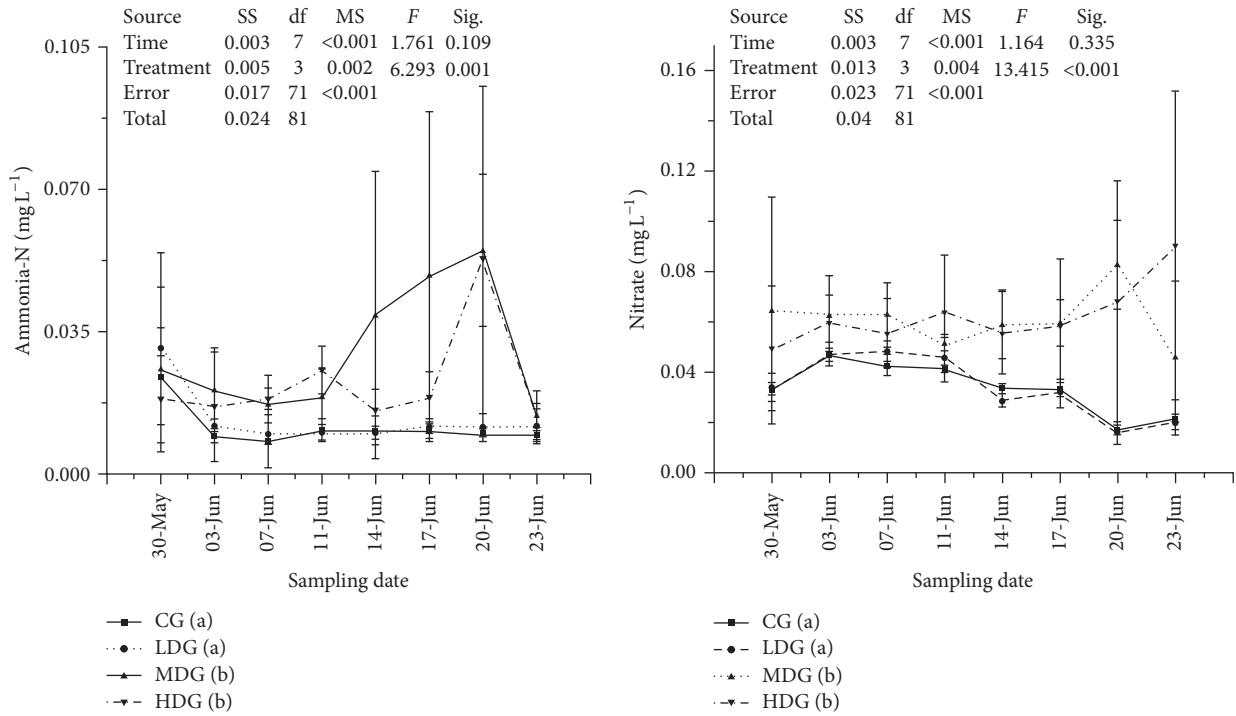 Source SS df MS F Sig.
Time 0.003 7 <0.001 1.761 0.109
Treatment 0.005 3 0.002 6.293 0.001
Error 0.017 71 <0.001
Total 0.024 81
0.105
0.070
0.035
0.000
Ammonia-N (mg L−1)
30-May
03-Jun
07-Jun
11-Jun
14-Jun
17-Jun
20-Jun
23-Jun
Sampling date
CG (a)
LDG (a)
MDG (b)
HDG (b)
Source SS df MS F Sig.
Time 0.003 7 <0.001 1.164 0.335
Treatment 0.013 3 0.004 13.415 <0.001
Error 0.023 71 <0.001
Total 0.04 81
0.16
0.12
0.08
0.04
0.00
Nitrate (mg L−1)
30-May
03-Jun
07-Jun
11-Jun
14-Jun
17-Jun
20-Jun
23-Jun
Sampling date
CG (a)
LDG (a)
MDG (b)
HDG (b)